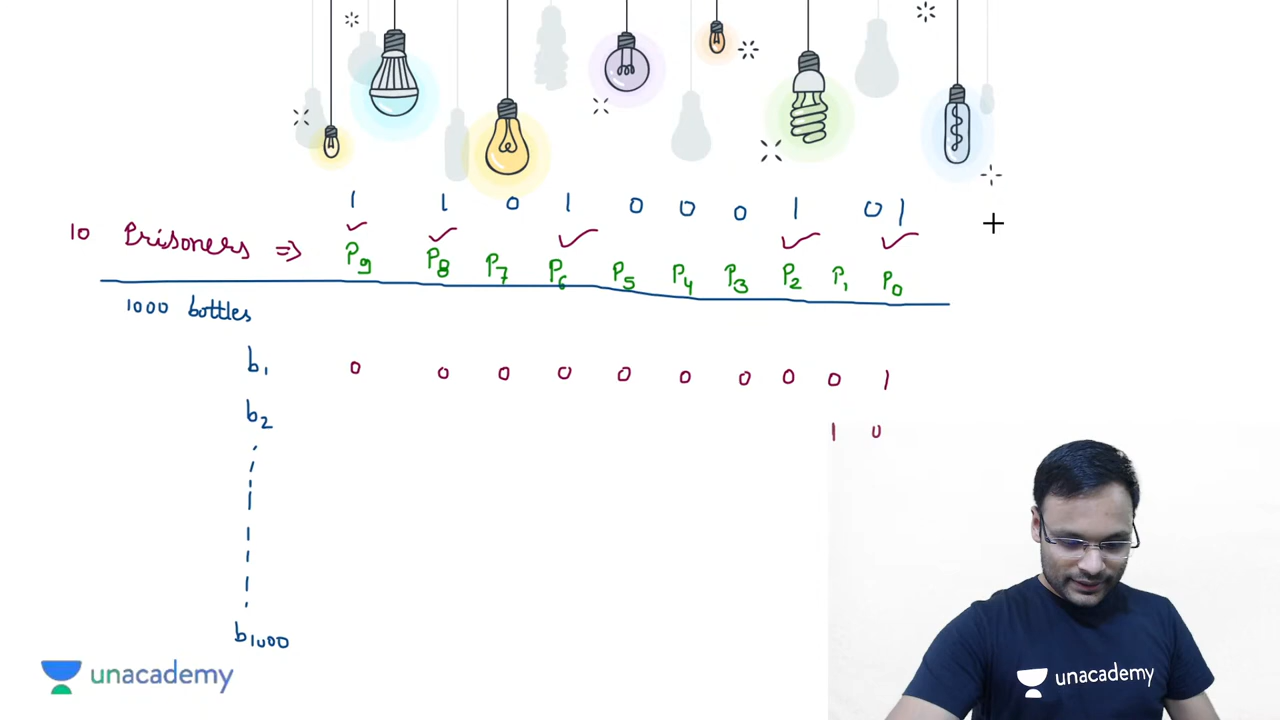 1 1 0 1 0 0 0 1 0 1
10 Prisoners ⇒ P9 P8 P7 P6 P5 P4 P3 P2 P1 P0
1000 bottles
b1 0 0 0 0 0 0 0 0 0 1
b2 1 0
b1000
unacademy
unacademy